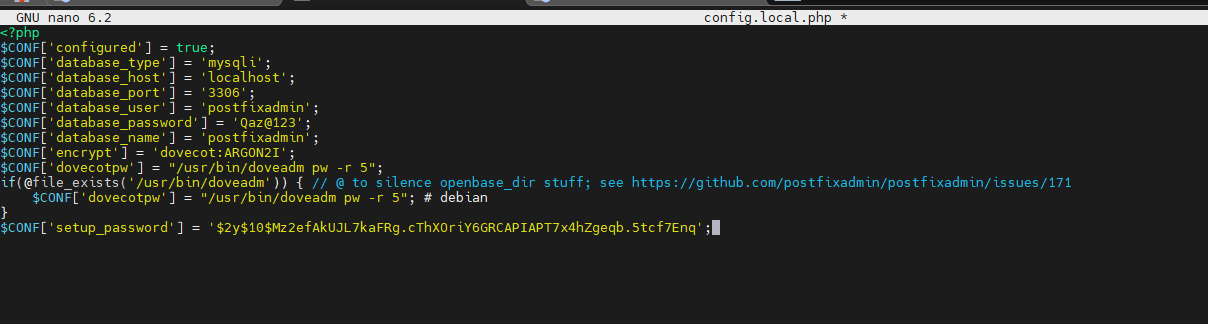 GNU nano 6.2 config.local.php *
<?php
$CONF['configured'] = true;
$CONF['database_type'] = 'mysqli';
$CONF['database_host'] = 'localhost';
$CONF['database_port'] = '3306';
$CONF['database_user'] = 'postfixadmin';
$CONF['database_password'] = 'Qaz@123';
$CONF['database_name'] = 'postfixadmin';
$CONF['encrypt'] = 'dovecot:ARGON2I';
$CONF['dovecotpw'] = "/usr/bin/doveadm pw -r 5";
if(@file_exists('/usr/bin/doveadm')) { // @ to silence openbase_dir stuff; see https://github.com/postfixadmin/postfixadmin/issues/171
    $CONF['dovecotpw'] = "/usr/bin/doveadm pw -r 5"; # debian
}
$CONF['setup_password'] = '$2y$10$Mz2efAkUJL7kaFRg.cThXOriY6GRCAPIAPT7x4hZgeqb.5tcf7Enq';